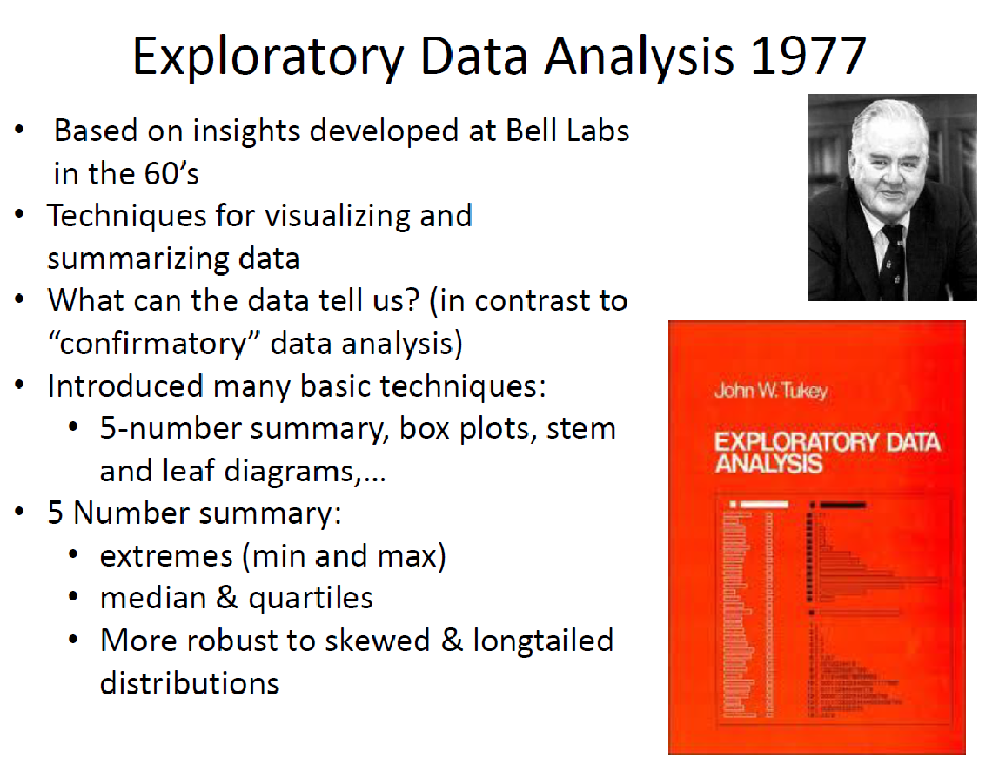 Exploratory Data Analysis 1977
• Based on insights developed at Bell Labs
in the 60’s
• Techniques for visualizing and
summarizing data
• What can the data tell us? (in contrast to
“confirmatory” data analysis)
• Introduced many basic techniques:
• 5-number summary, box plots, stem
and leaf diagrams,...
• 5 Number summary:
• extremes (min and max)
• median & quartiles
• More robust to skewed & longtailed
distributions
John W. Tukey
EXPLORATORY DATA
ANALYSIS